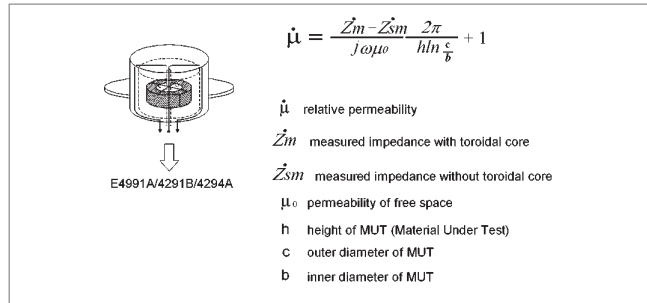 μ̇ = Żm − Żsm / jωμ₀ 2π / hln c/b + 1
μ̇ relative permeability
Żm measured impedance with toroidal core
Żsm measured impedance without toroidal core
μ₀ permeability of free space
h height of MUT (Material Under Test)
c outer diameter of MUT
b inner diameter of MUT
E4991A/4291B/4294A